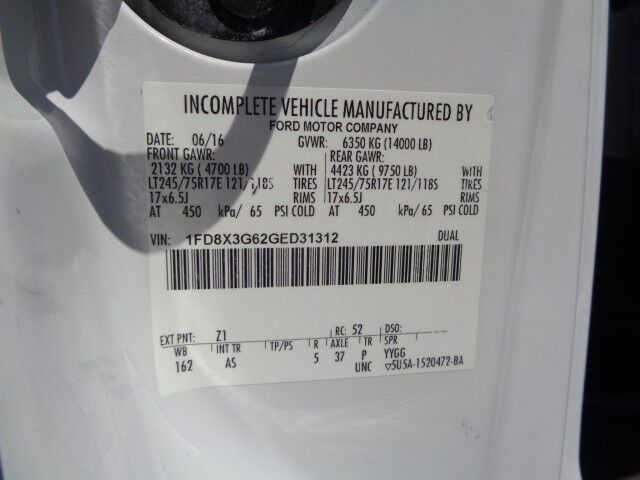 INCOMPLETE VEHICLE MANUFACTURED BY
FORD MOTOR COMPANY
DATE: 06/16 GVWR: 6350 KG (14000 LB)
FRONT GAWR: REAR GAWR:
2132 KG ( 4700 LB) WITH 4423 KG ( 9750 LB) WITH
LT245/75R17E 121/118S TIRES LT245/75R17E 121/118S TIRES
17x6.5J RIMS 17x6.5J RIMS
AT 450 kPa/ 65 PSI COLD AT 450 kPa/ 65 PSI COLD
VIN: 1FD8X3G62GED31312 DUAL
EXT PNT: Z1 RC: 52 DSO:
WB INT TR TP/PS R AXLE TR SPR
162 AS 5 37 P YYGG
UNC ▽5U5A-1520472-BA